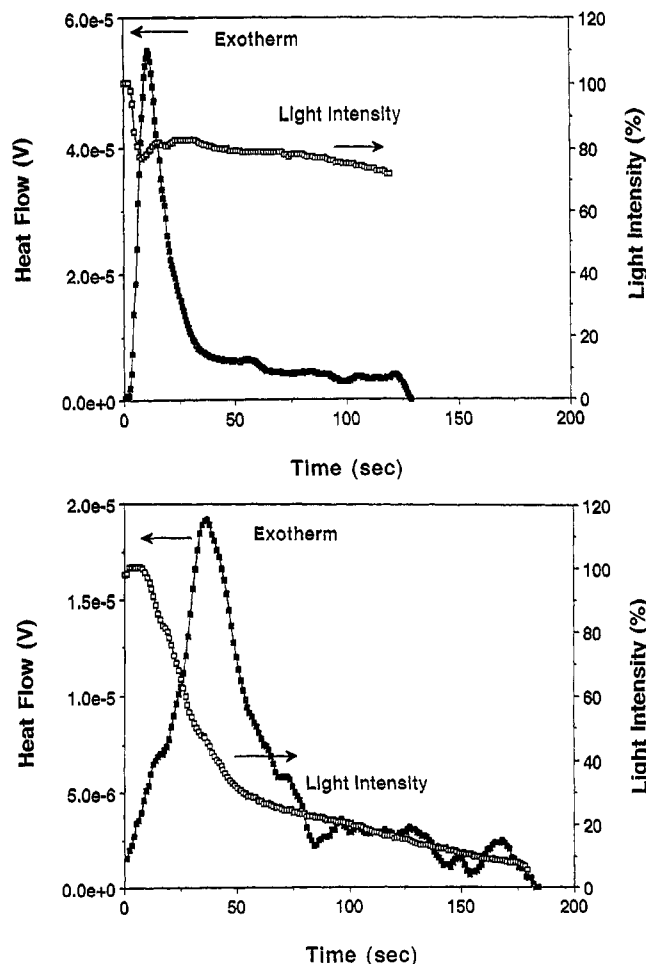 6.0e-5
120
Exotherm
100
Light Intensity
4.0e-5
80
Heat Flow (V)
Light Intensity (%)
60
2.0e-5
40
20
0.0e+0
0
0
50
100
150
200
Time (sec)
2.0e-5
120
Exotherm
100
1.5e-5
80
Heat Flow (V)
Light Intensity (%)
1.0e-5
60
40
Light Intensity
5.0e-6
20
0.0e+0
0
0
50
100
150
200
Time (sec)